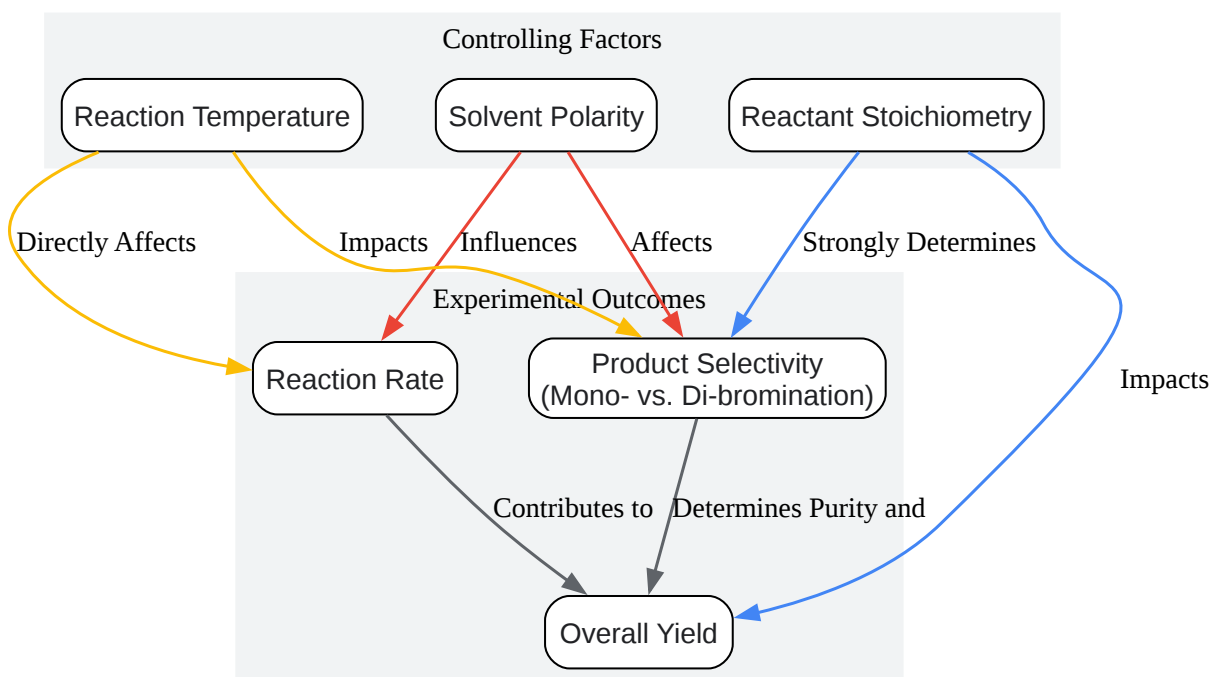 Controlling Factors
Reaction Temperature
Solvent Polarity
Reactant Stoichiometry
Directly Affects
Impacts
Influences
Affects
Strongly Determines
Experimental Outcomes
Reaction Rate
Product Selectivity
(Mono- vs. Di-bromination)
Impacts
Contributes to
Determines Purity and
Overall Yield